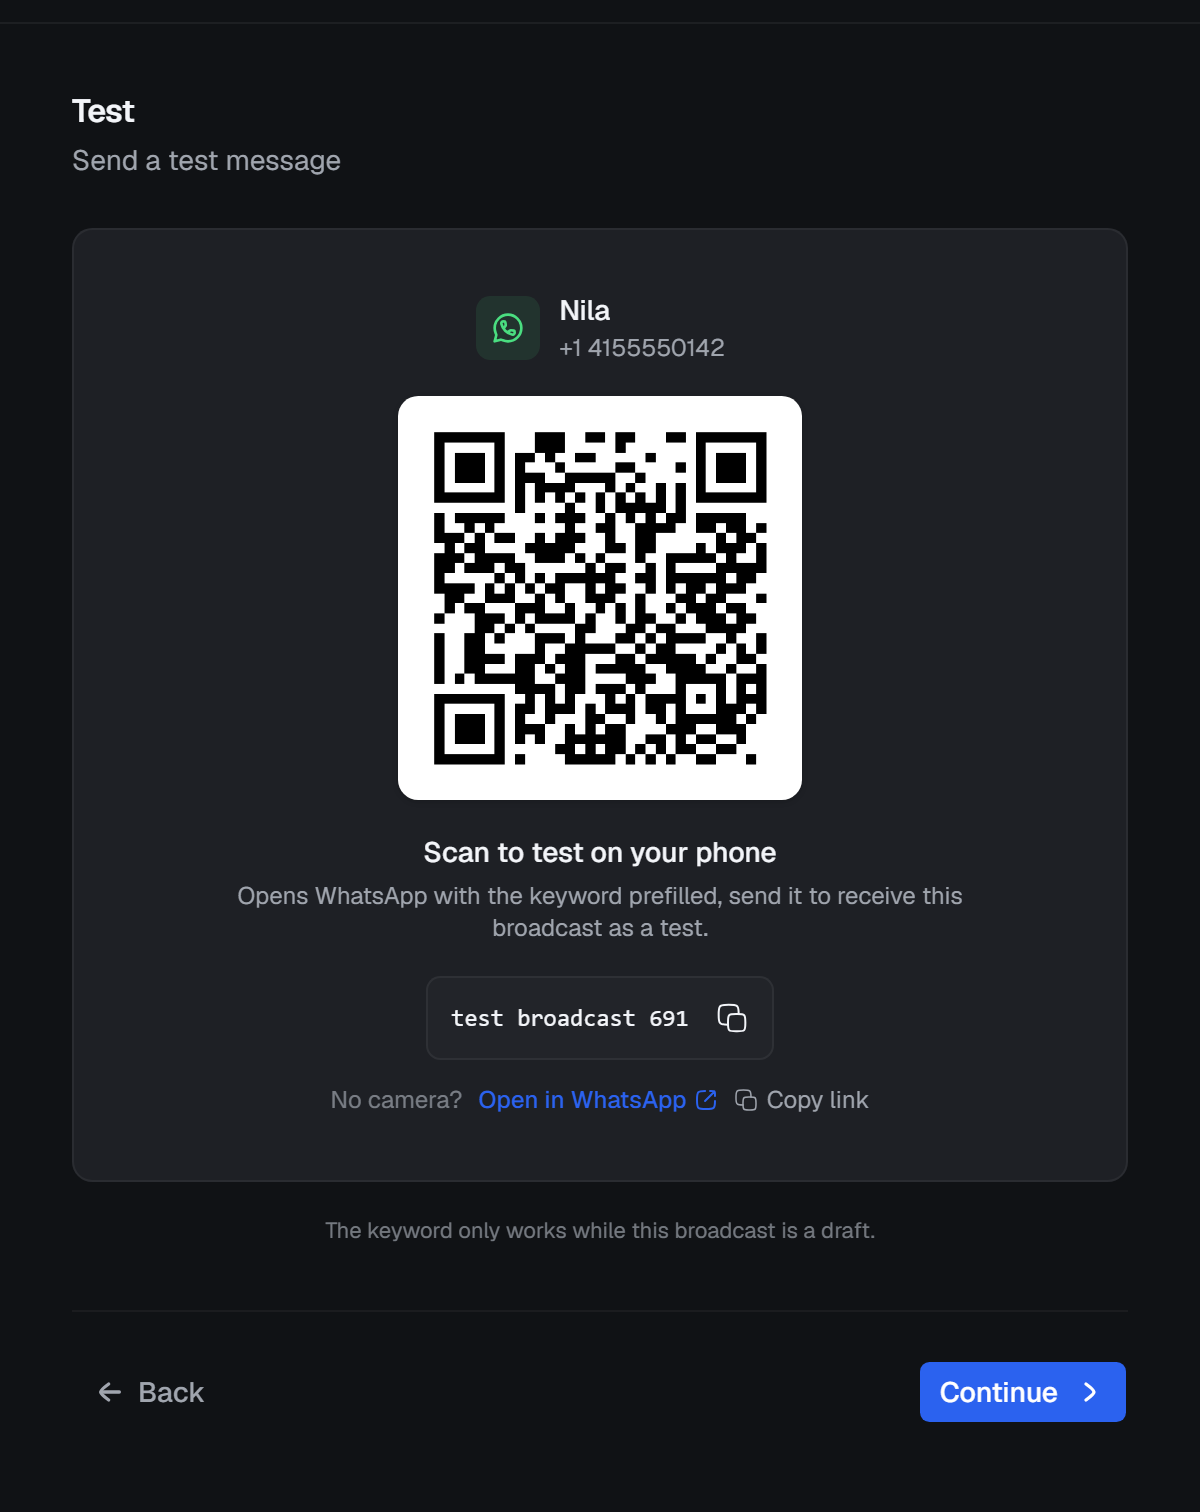 Test
Send a test message
Nila
+1 4155550142
Scan to test on your phone
Opens WhatsApp with the keyword prefilled, send it to receive this
broadcast as a test.
test broadcast 691
No camera? Open in WhatsApp Copy link
The keyword only works while this broadcast is a draft.
Back
Continue